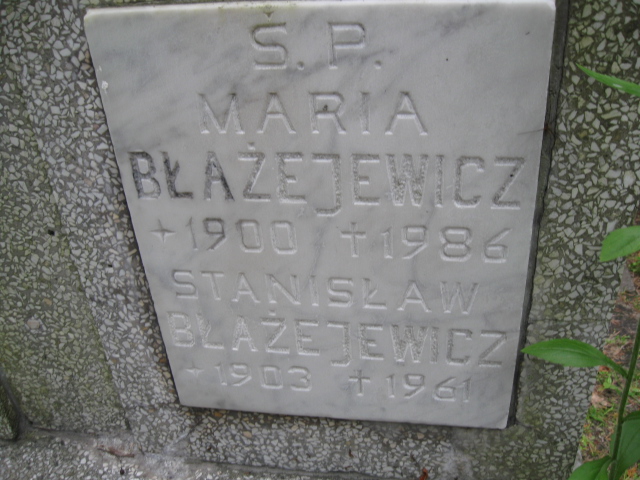 Ś. P.
MARIA
BŁAŻEJEWICZ
* 1900 † 1986
STANISŁAW
BŁAŻEJEWICZ
* 1903 † 1961